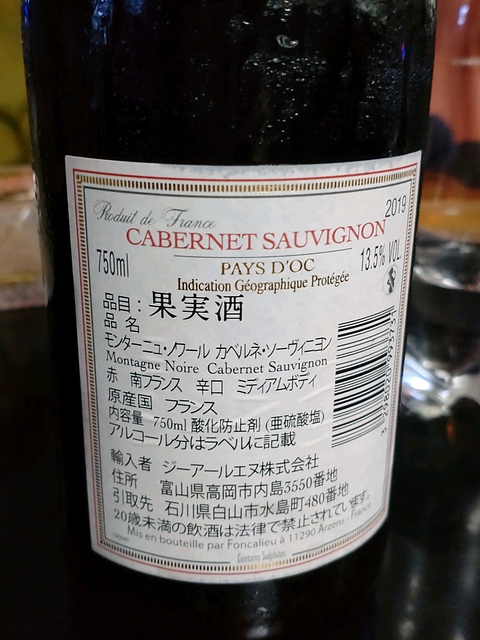 Produit de France
2019
CABERNET SAUVIGNON
750ml
13.5% VOL.
PAYS D'OC
Indication Géographique Protégée
品目：果実酒
品 名
モンターニュ・ノワール カベルネ・ソーヴィニヨン
Montagne Noire Cabernet Sauvignon
赤 南フランス 辛口 ミディアムボディ
原産国 フランス
内容量 750ml 酸化防止剤 (亜硫酸塩)
アルコール分はラベルに記載
輸入者 ジーアールエヌ株式会社
住所 富山県高岡市内島3550番地
引取先 石川県白山市水島町480番地
20歳未満の飲酒は法律で禁止されています。
Mis en bouteille par Foncalieu à 11290 Arzens - France
Contains Sulphites